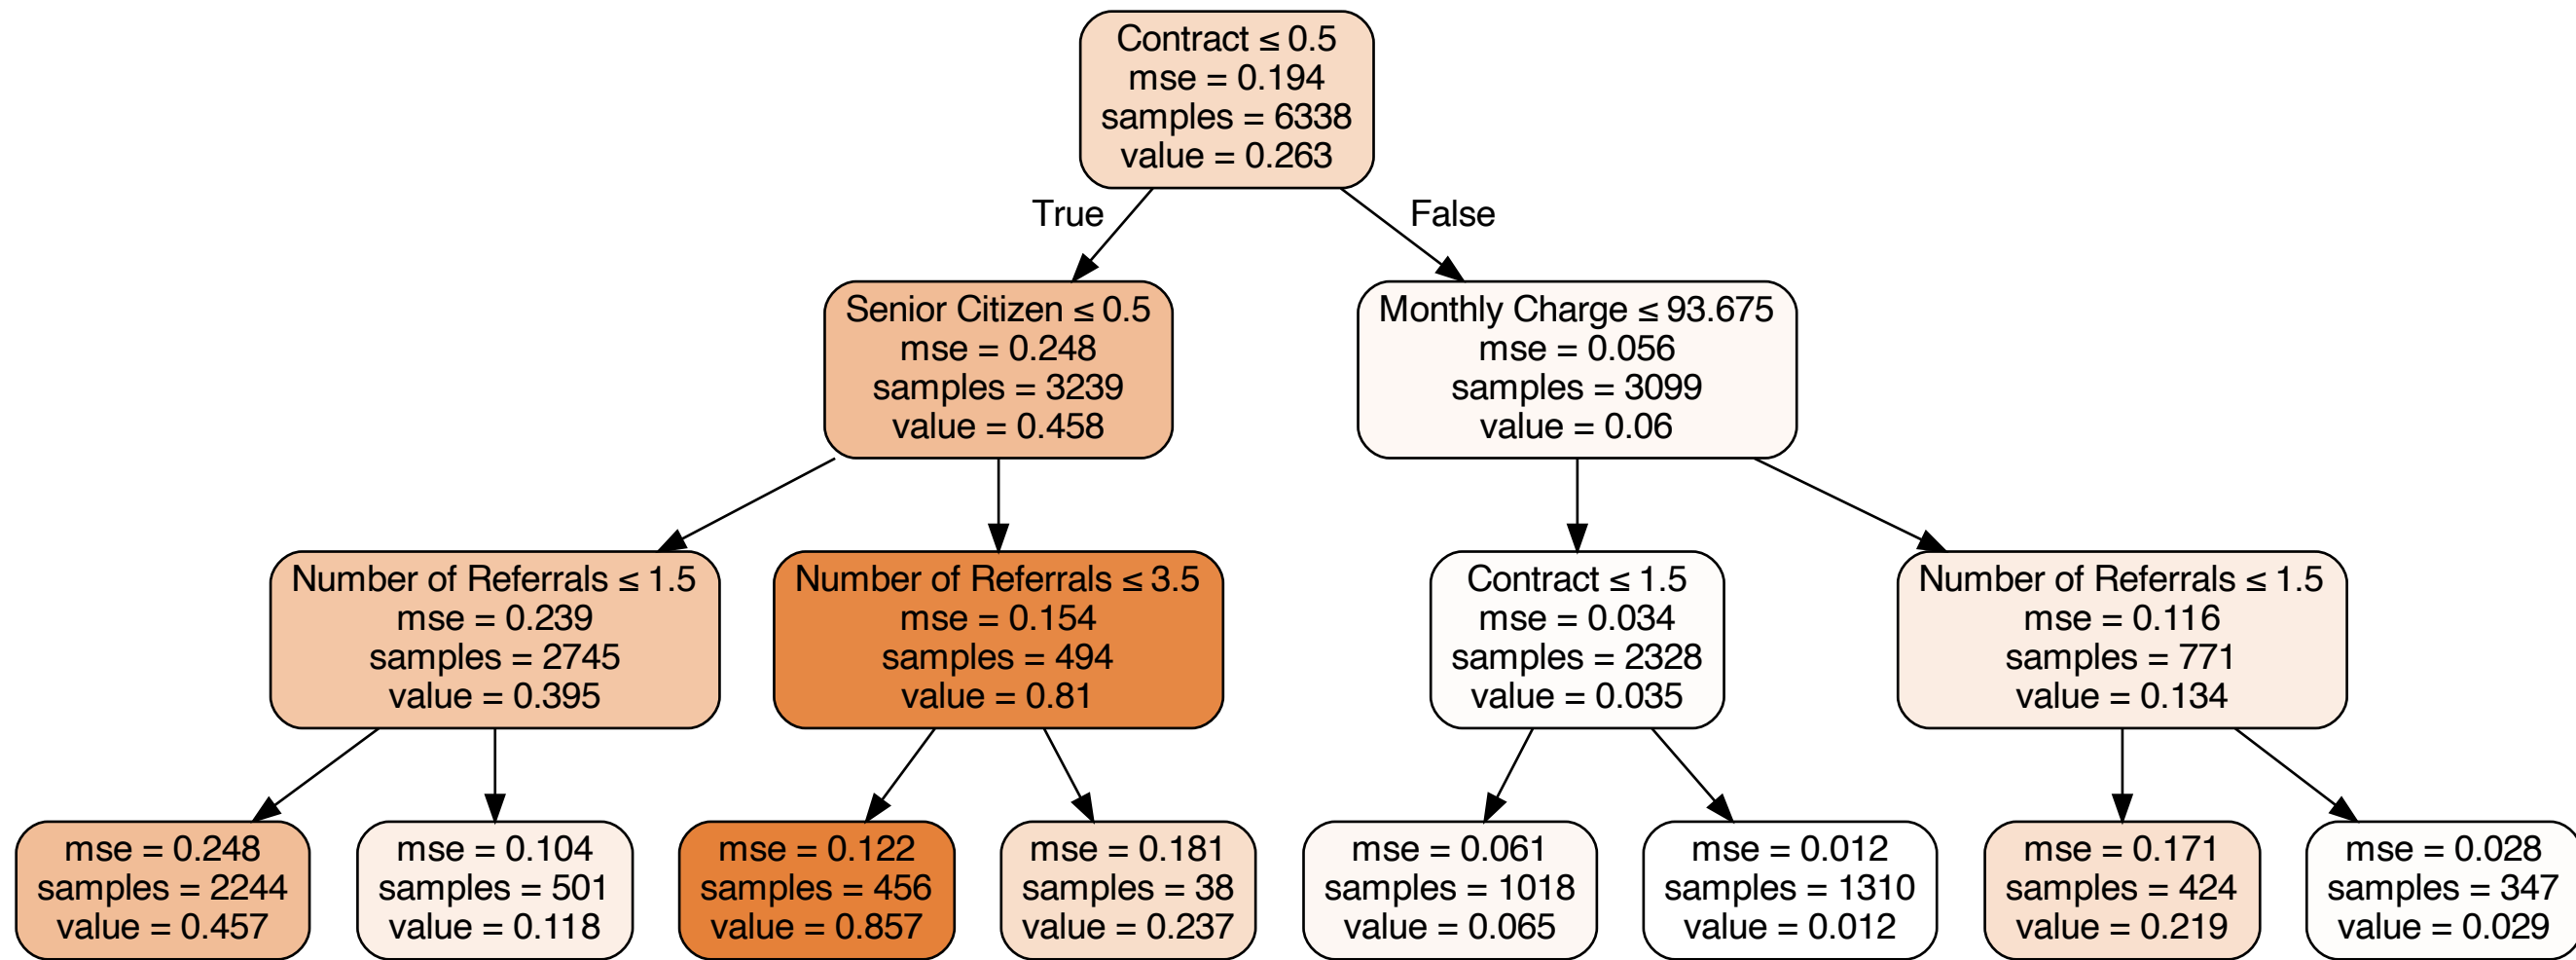 Contract ≤ 0.5
mse = 0.194
samples = 6338
value = 0.263
True
False
Senior Citizen ≤ 0.5
mse = 0.248
samples = 3239
value = 0.458
Monthly Charge ≤ 93.675
mse = 0.056
samples = 3099
value = 0.06
Number of Referrals ≤ 1.5
mse = 0.239
samples = 2745
value = 0.395
Number of Referrals ≤ 3.5
mse = 0.154
samples = 494
value = 0.81
Contract ≤ 1.5
mse = 0.034
samples = 2328
value = 0.035
Number of Referrals ≤ 1.5
mse = 0.116
samples = 771
value = 0.134
mse = 0.248
samples = 2244
value = 0.457
mse = 0.104
samples = 501
value = 0.118
mse = 0.122
samples = 456
value = 0.857
mse = 0.181
samples = 38
value = 0.237
mse = 0.061
samples = 1018
value = 0.065
mse = 0.012
samples = 1310
value = 0.012
mse = 0.171
samples = 424
value = 0.219
mse = 0.028
samples = 347
value = 0.029